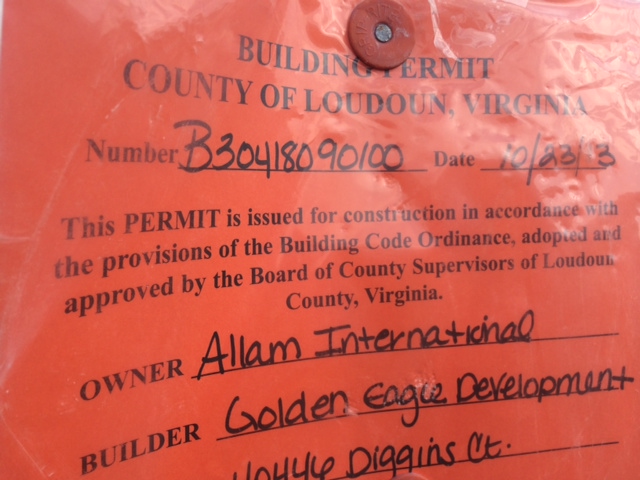 BUILDING PERMIT
COUNTY OF LOUDOUN, VIRGINIA
Number B30418090100 Date 10/23/13
This PERMIT is issued for construction in accordance with
the provisions of the Building Code Ordinance, adopted and
approved by the Board of County Supervisors of Loudoun
County, Virginia.
OWNER Allam International
BUILDER Golden Eagle Development
40446 Diggins Ct.